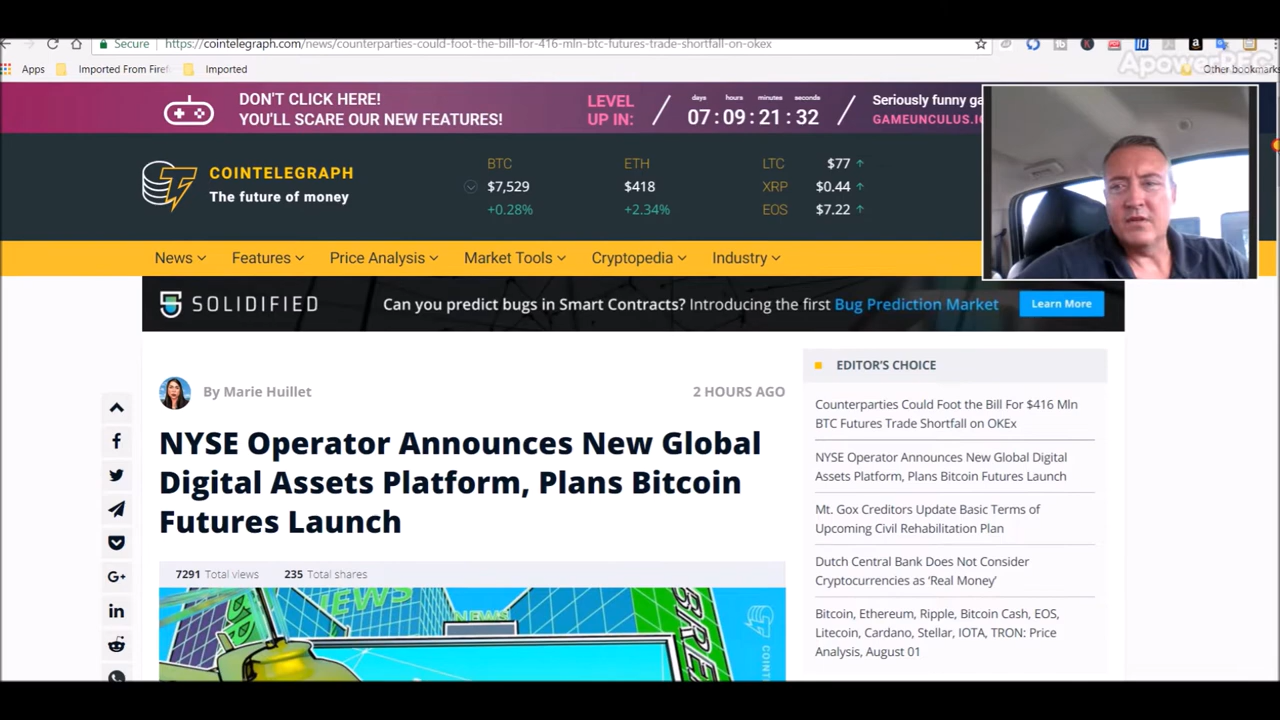 Secure
https://cointelegraph.com/news/counterparties-could-foot-the-bill-for-416-mln-btc-futures-trade-shortfall-on-okex
ApowerREC
Apps
Imported From Firef
Imported
Other bookmarks
DON'T CLICK HERE!
YOU'LL SCARE OUR NEW FEATURES!
LEVEL
UP IN:
days hours minutes seconds
07:09:21:32
Seriously funny ga
GAMEUNCULUS.IO
COINTELEGRAPH
The future of money
BTC
$7,529
+0.28%
ETH
$418
+2.34%
LTC $77
XRP $0.44
EOS $7.22
News
Features
Price Analysis
Market Tools
Cryptopedia
Industry
SOLIDIFIED
Can you predict bugs in Smart Contracts? Introducing the first Bug Prediction Market
Learn More
By Marie Huillet
2 HOURS AGO
NYSE Operator Announces New Global
Digital Assets Platform, Plans Bitcoin
Futures Launch
7291 Total views
235 Total shares
NEWS
NEWS
EDITOR'S CHOICE
Counterparties Could Foot the Bill For $416 Mln
BTC Futures Trade Shortfall on OKEx
NYSE Operator Announces New Global Digital
Assets Platform, Plans Bitcoin Futures Launch
Mt. Gox Creditors Update Basic Terms of
Upcoming Civil Rehabilitation Plan
Dutch Central Bank Does Not Consider
Cryptocurrencies as ‘Real Money’
Bitcoin, Ethereum, Ripple, Bitcoin Cash, EOS,
Litecoin, Cardano, Stellar, IOTA, TRON: Price
Analysis, August 01